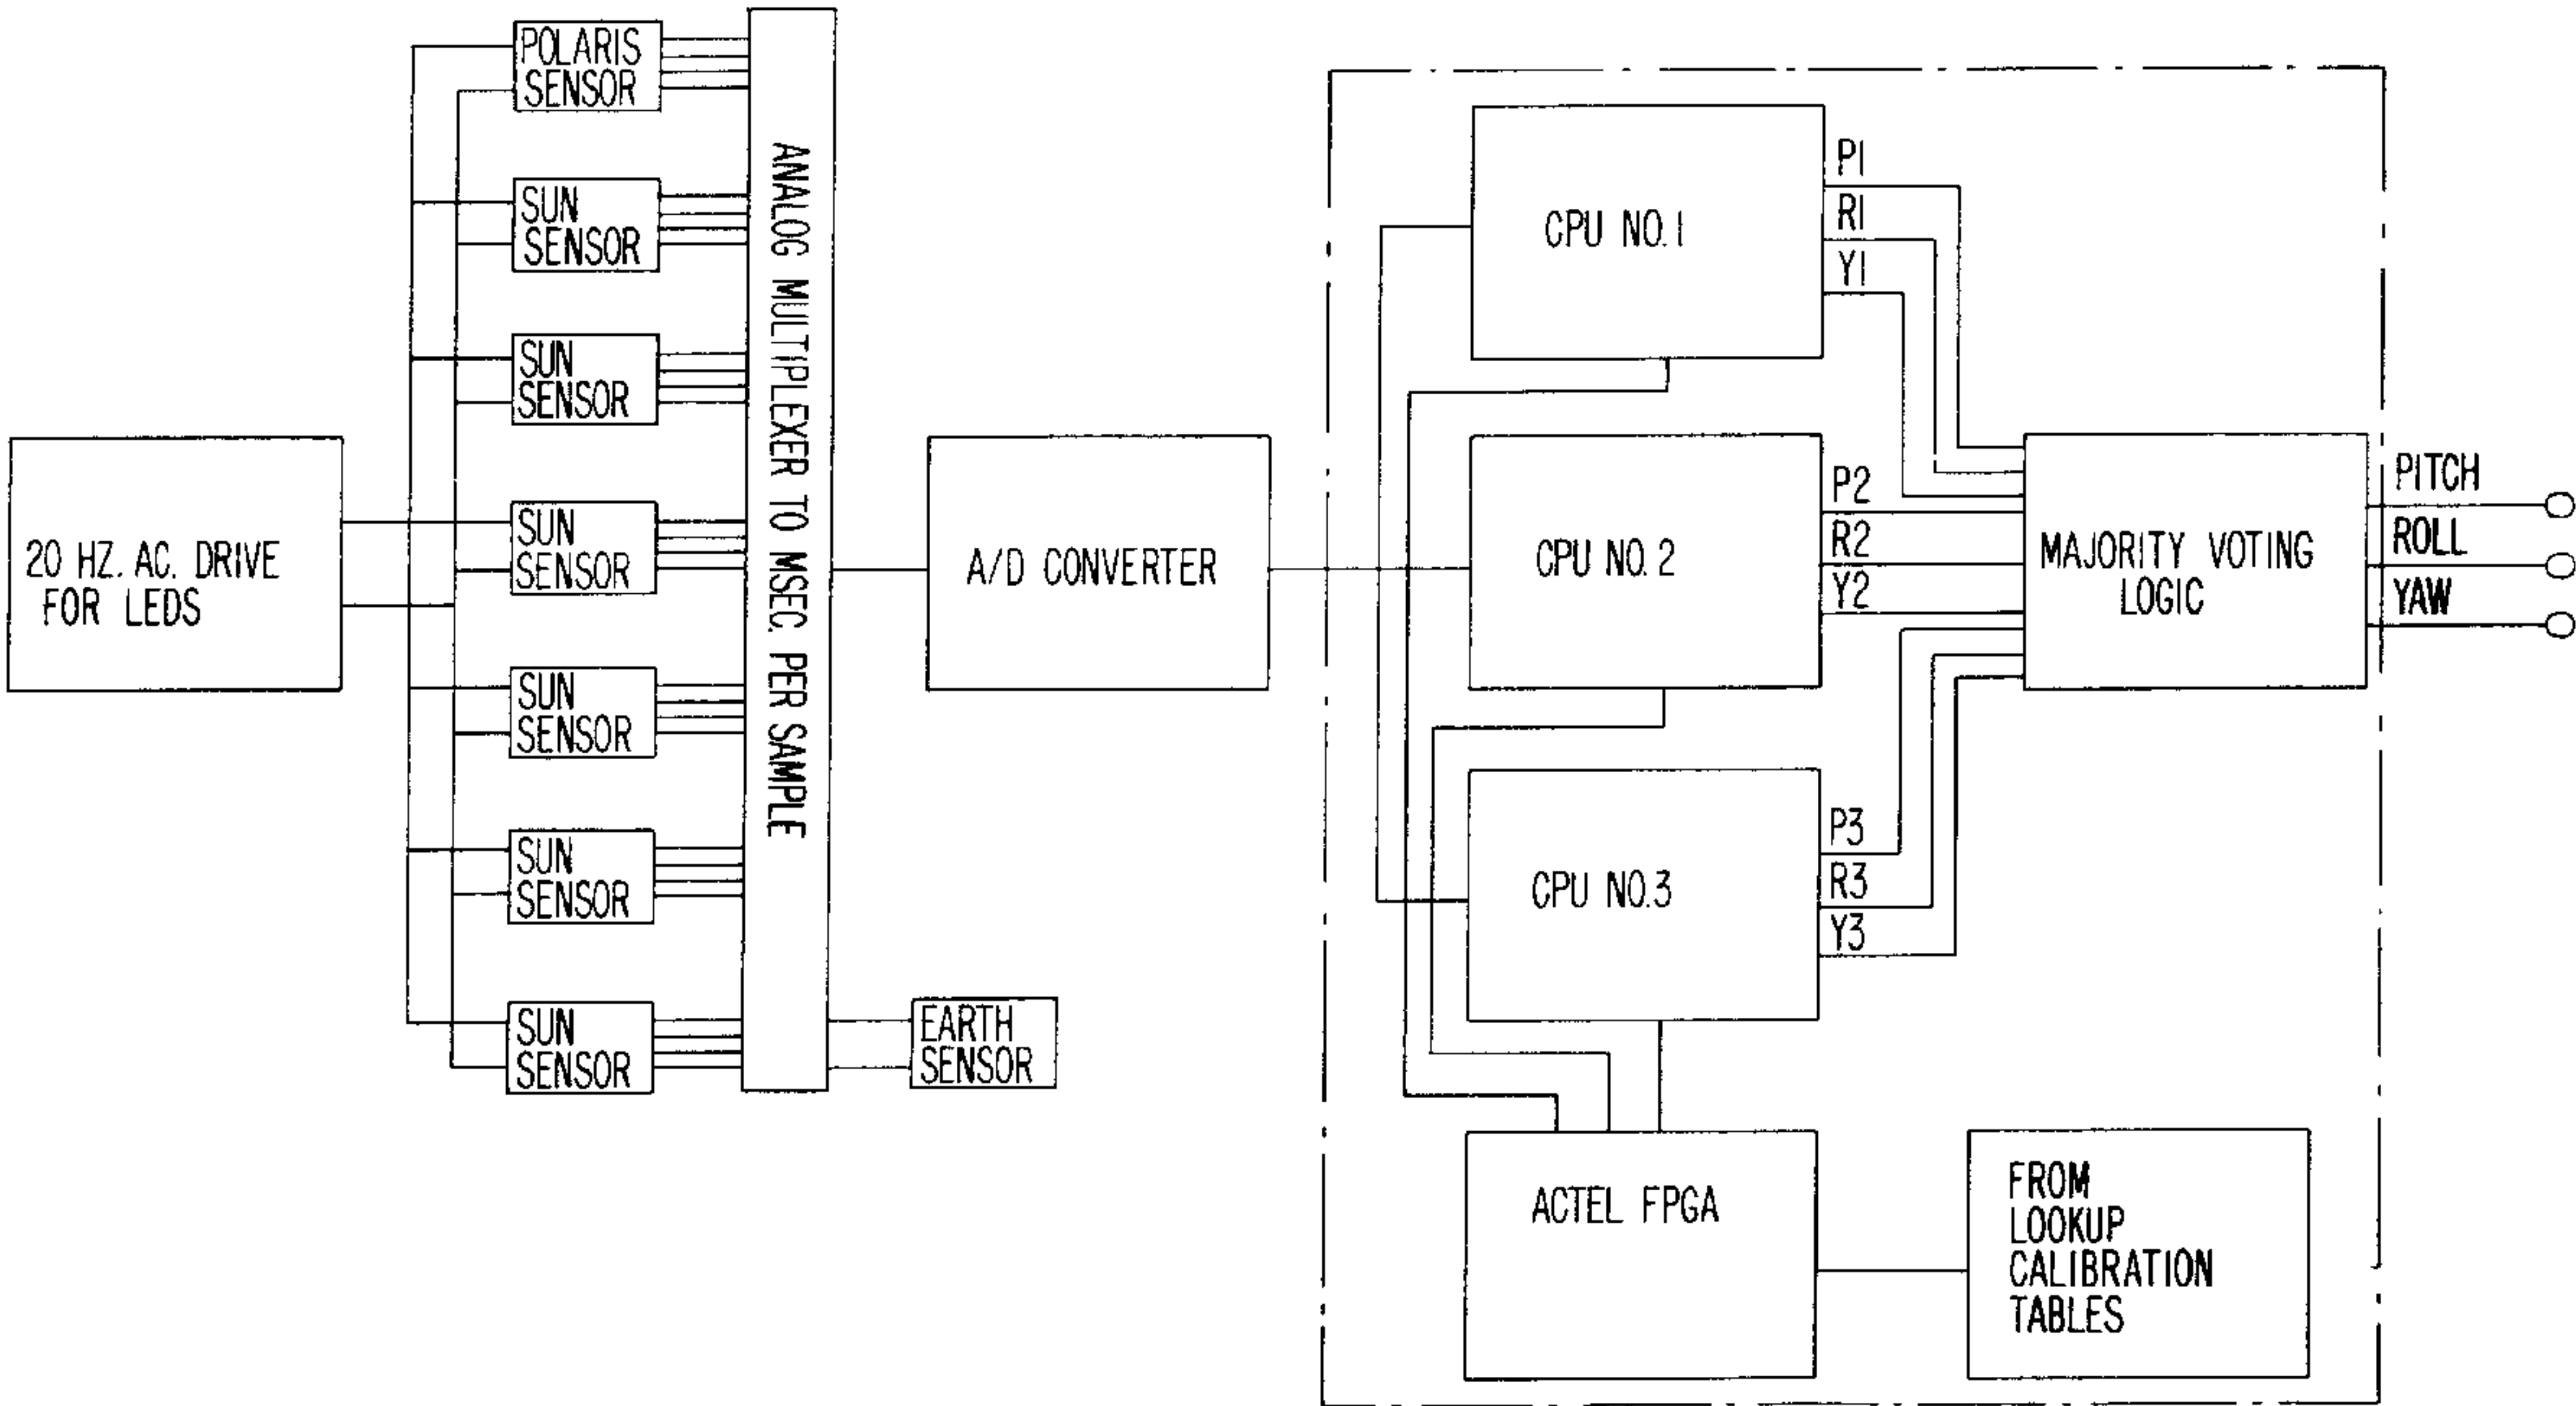 20 HZ. AC. DRIVE
FOR LEDS
POLARIS
SENSOR
SUN
SENSOR
SUN
SENSOR
SUN
SENSOR
SUN
SENSOR
SUN
SENSOR
SUN
SENSOR
ANALOG MULTIPLEXER TO MSEC. PER SAMPLE
EARTH
SENSOR
A/D CONVERTER
CPU NO.1
P1
R1
Y1
CPU NO.2
P2
R2
Y2
CPU NO.3
P3
R3
Y3
MAJORITY VOTING
LOGIC
PITCH
ROLL
YAW
ACTEL FPGA
FROM
LOOKUP
CALIBRATION
TABLES